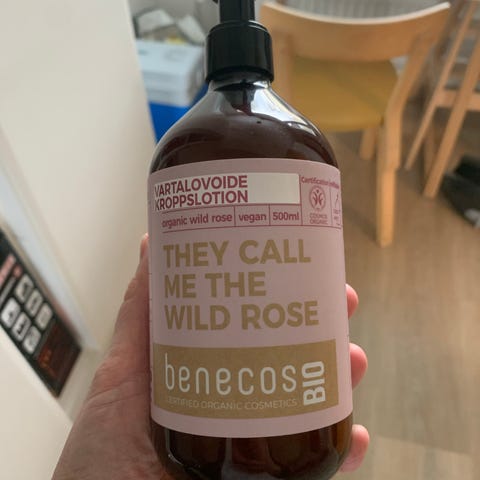 VARTALOVOIDE
KROPPSLOTION
organic wild rose vegan 500ml
COSMOS
ORGANIC
THEY CALL
ME THE
WILD ROSE
benecos BIO
CERTIFIED ORGANIC COSMETICS